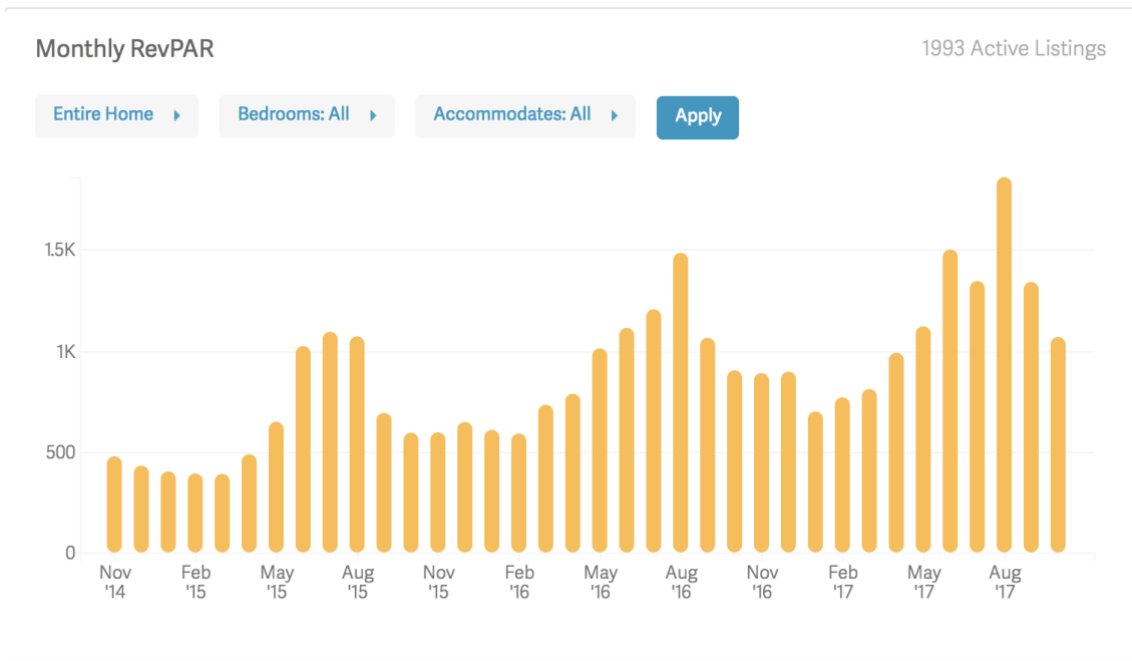 Monthly RevPAR
1993 Active Listings
Entire Home
Bedrooms: All
Accommodates: All
Apply
1.5K
1K
500
0
Nov '14
Feb '15
May '15
Aug '15
Nov '15
Feb '16
May '16
Aug '16
Nov '16
Feb '17
May '17
Aug '17